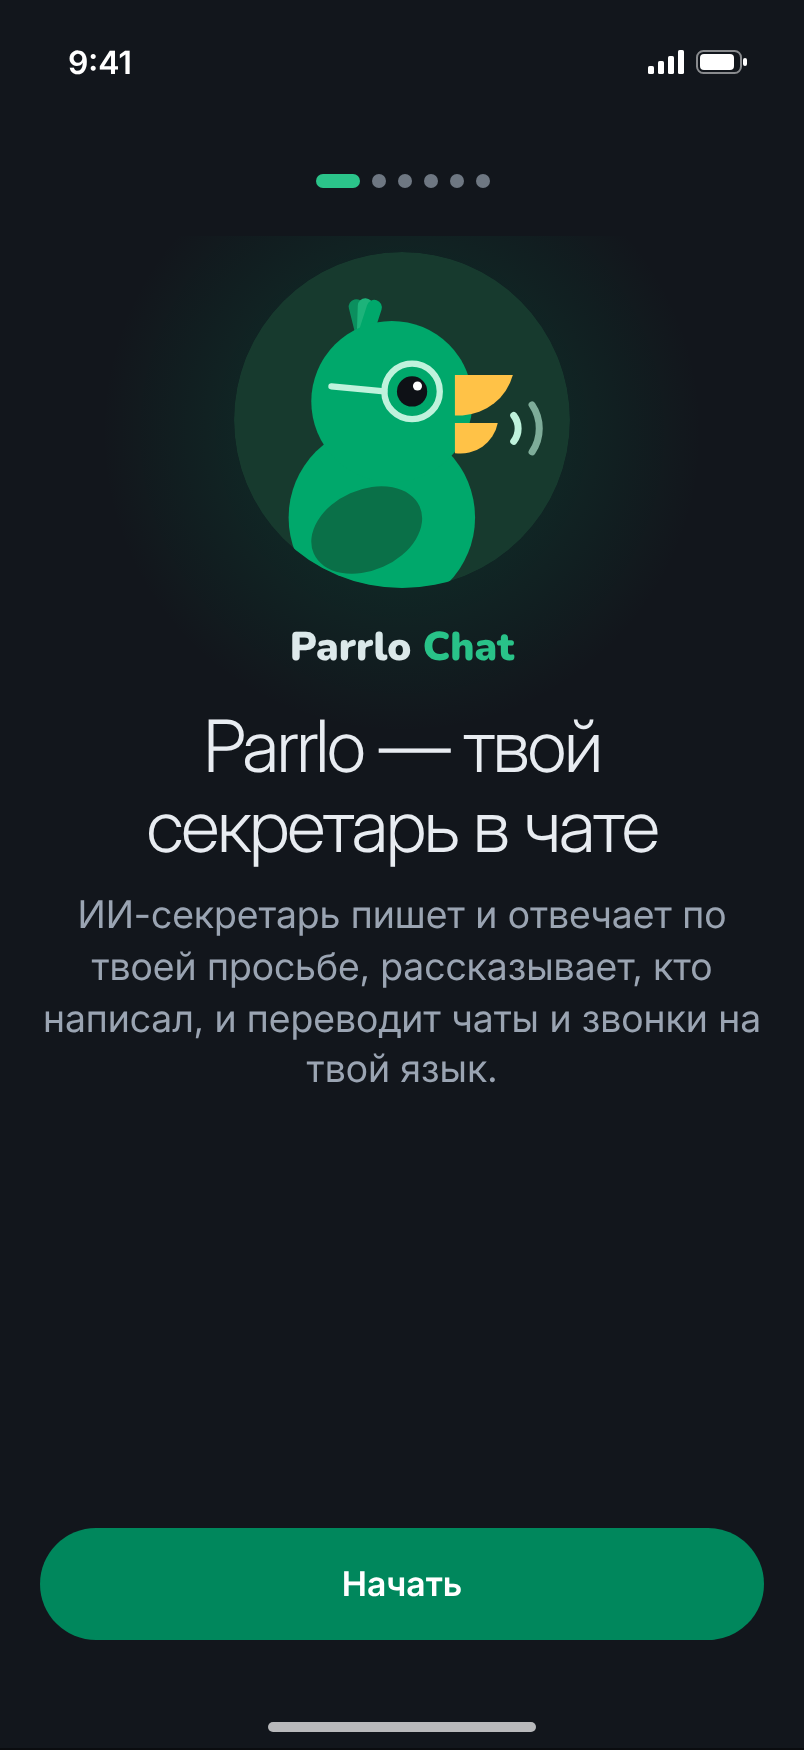 9:41
Parrlo Chat
Parrlo — твой
секретарь в чате
ИИ-секретарь пишет и отвечает по
твоей просьбе, рассказывает, кто
написал, и переводит чаты и звонки на
твой язык.
Начать